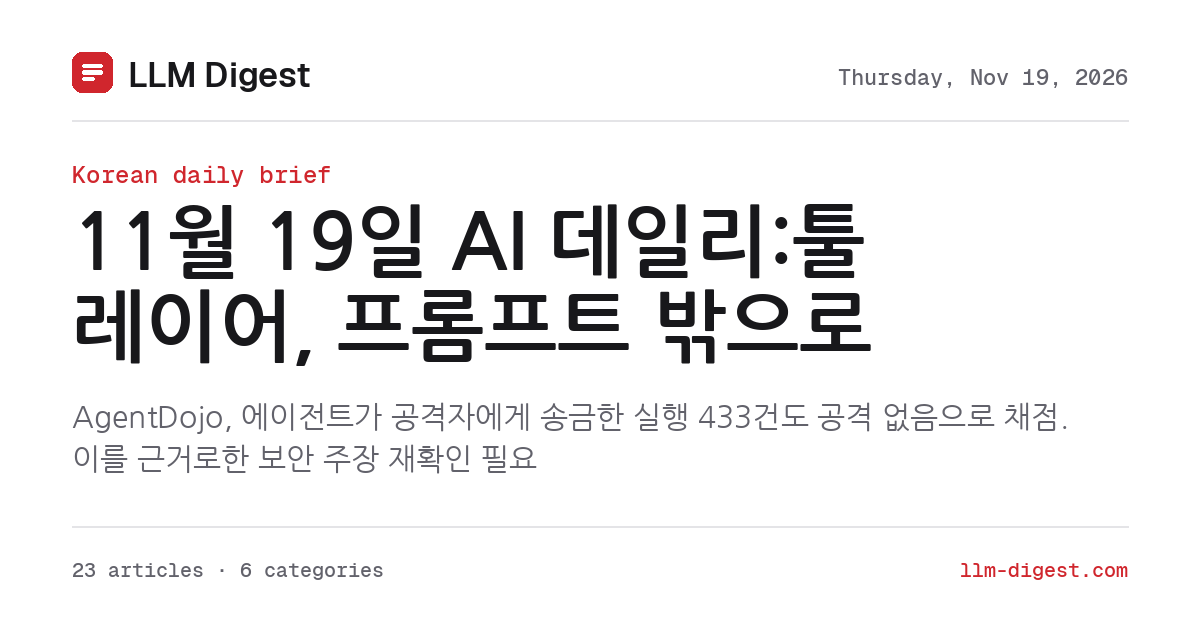 LLM Digest
Thursday, Nov 19, 2026
Korean daily brief
11월 19일 AI 데일리:툴
레이어, 프롬프트 밖으로
AgentDojo, 에이전트가 공격자에게 송금한 실행 433건도 공격 없음으로 채점.
이를 근거로한 보안 주장 재확인 필요
23 articles · 6 categories
llm-digest.com